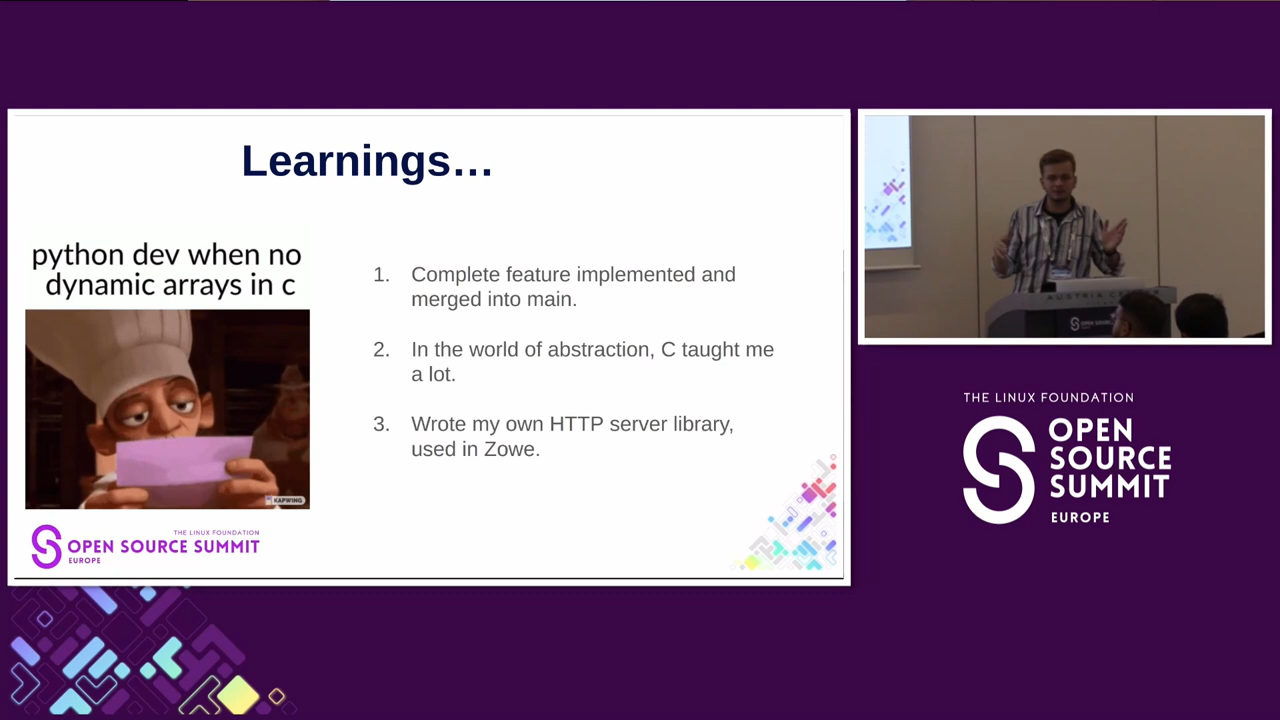 Learnings…
python dev when no
dynamic arrays in c
KAPWING
1. Complete feature implemented and
merged into main.
2. In the world of abstraction, C taught me
a lot.
3. Wrote my own HTTP server library,
used in Zowe.
THE LINUX FOUNDATION
OPEN SOURCE SUMMIT
EUROPE
AUSTRIA CENTER
THE LINUX FOUNDATION
OPEN
SOURCE
SUMMIT
EUROPE